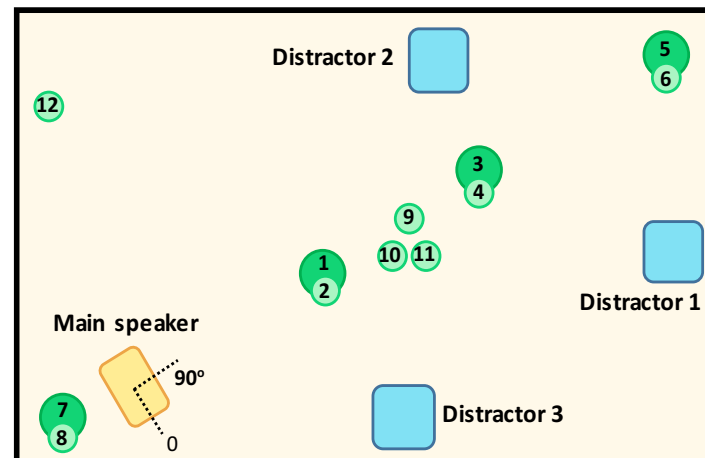 Distractor 2
5
6
12
3
4
9
10
11
1
2
Distractor 1
Main speaker
90º
7
8
0
Distractor 3